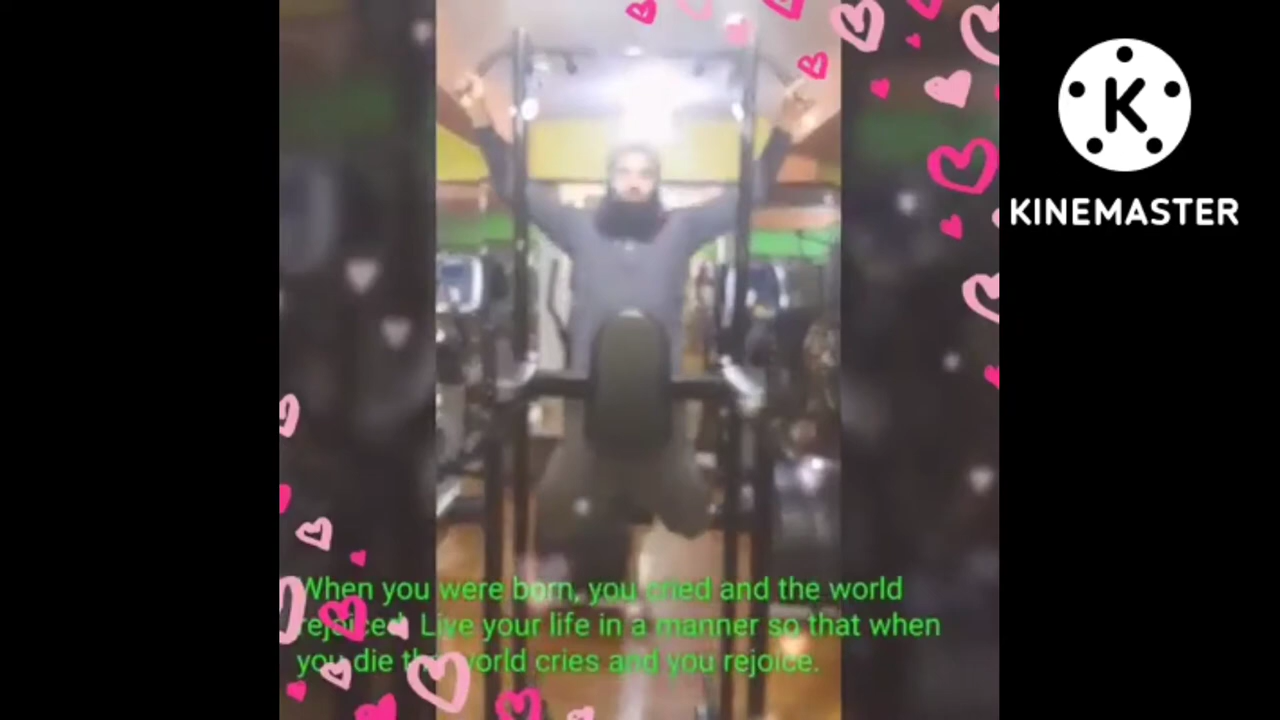 K
KINEMASTER
When you were born, you cried and the world
rejoiced. Live your life in a manner so that when
you die the world cries and you rejoice.